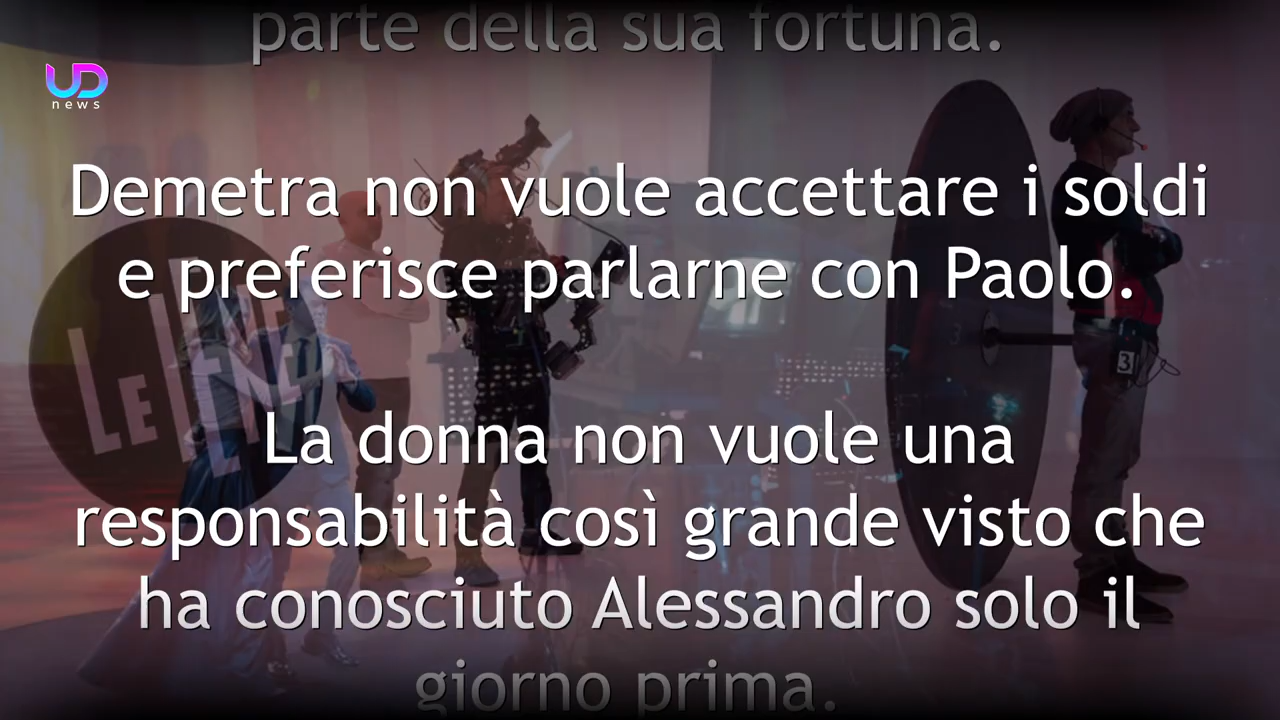 parte della sua fortuna.
UD
news
Demetra non vuole accettare i soldi
e preferisce parlarne con Paolo.
LE IENE
3
La donna non vuole una
responsabilità così grande visto che
ha conosciuto Alessandro solo il
giorno prima.